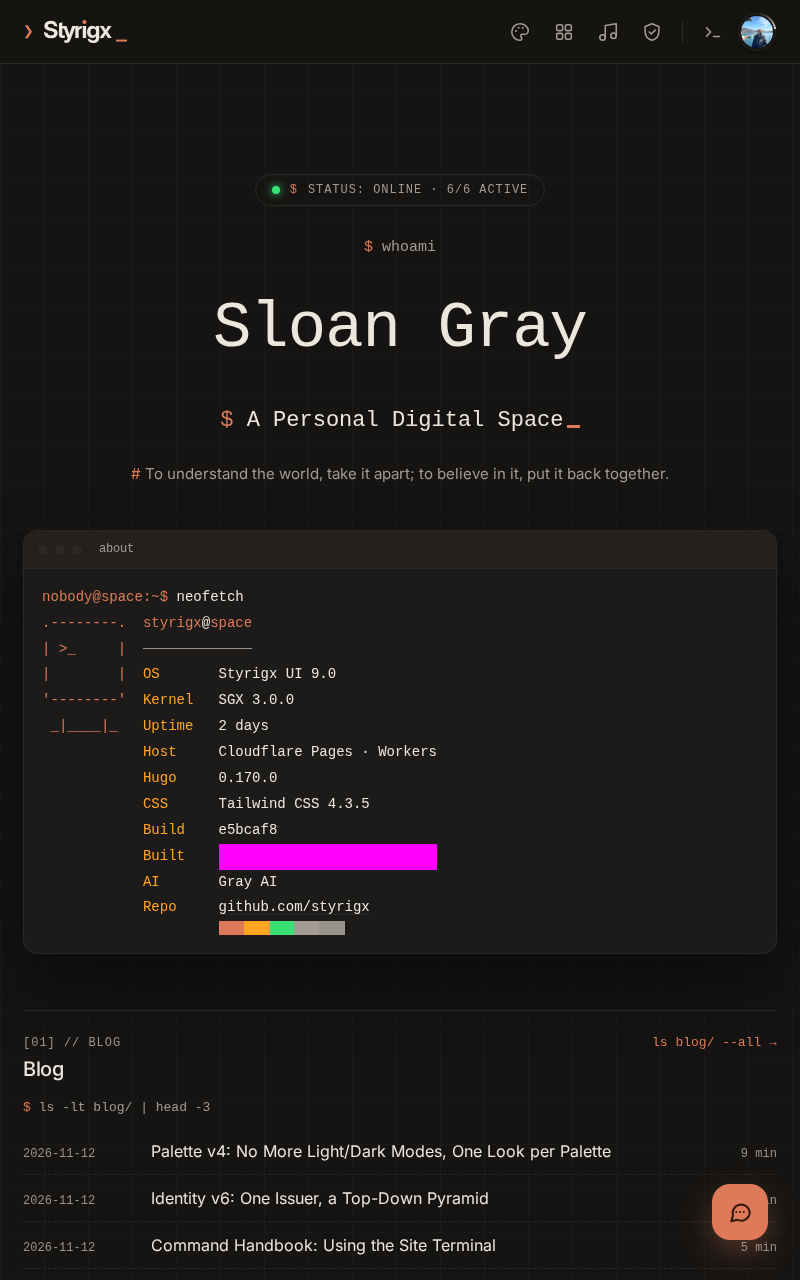 ❯ Styrigx _
$ STATUS: ONLINE · 6/6 ACTIVE
$ whoami
Sloan Gray
$ A Personal Digital Space_
# To understand the world, take it apart; to believe in it, put it back together.
about
nobody@space:~$ neofetch
.--------. styrigx@space
| >_     | ─────────────
|        | OS Styrigx UI 9.0
'--------' Kernel SGX 3.0.0
_|____|_ Uptime 2 days
Host Cloudflare Pages · Workers
Hugo 0.170.0
CSS Tailwind CSS 4.3.5
Build e5bcaf8
Built
AI Gray AI
Repo github.com/styrigx
[01] // BLOG
ls blog/ --all →
Blog
$ ls -lt blog/ | head -3
2026-11-12 Palette v4: No More Light/Dark Modes, One Look per Palette 9 min
2026-11-12 Identity v6: One Issuer, a Top-Down Pyramid
2026-11-12 Command Handbook: Using the Site Terminal 5 min